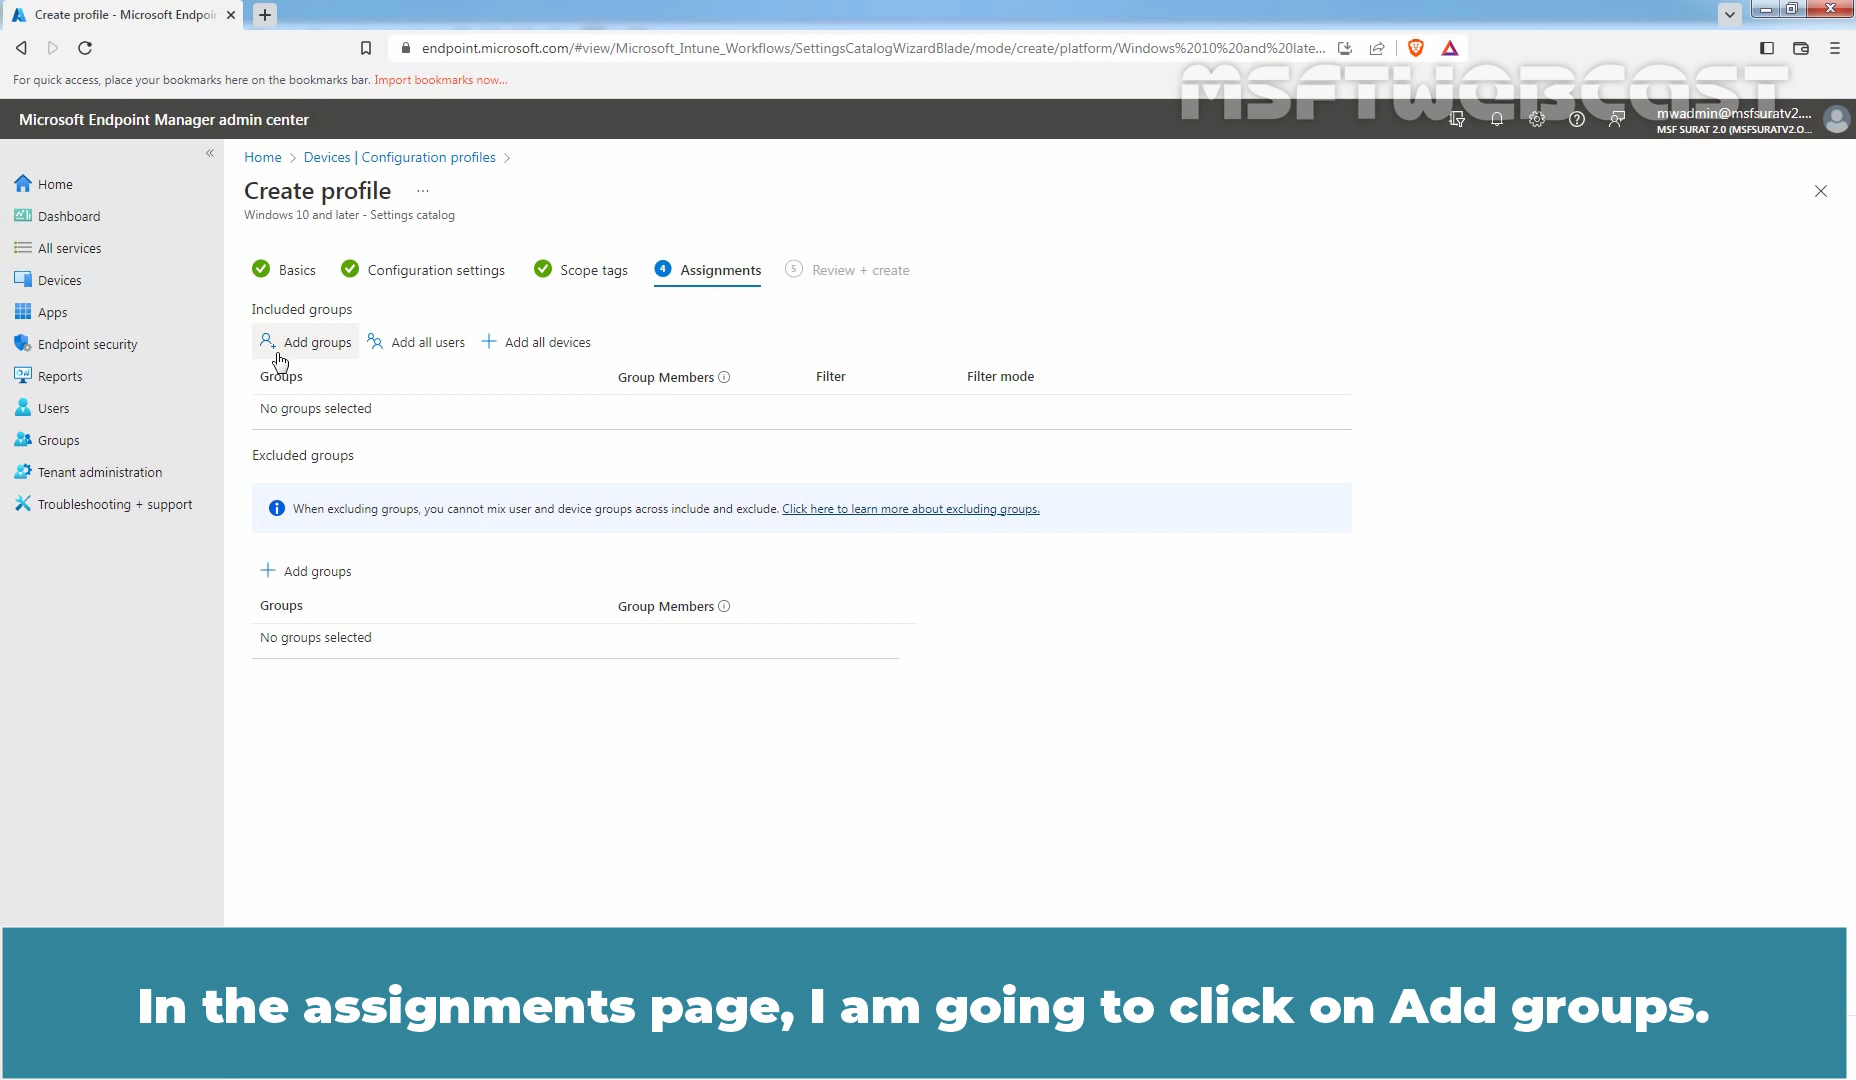 Create profile - Microsoft Endpoin
endpoint.microsoft.com/#view/Microsoft_Intune_Workflows/SettingsCatalogWizardBlade/mode/create/platform/Windows%2010%20and%20late...
For quick access, place your bookmarks here on the bookmarks bar. Import bookmarks now...
MSFTWEBCAST
Microsoft Endpoint Manager admin center
mwadmin@msfsuratv2....
MSF SURAT 2.0 (MSFSURATV2.O...
Home > Devices | Configuration profiles >
Create profile ...
Windows 10 and later - Settings catalog
Home
Dashboard
All services
Devices
Apps
Endpoint security
Reports
Users
Groups
Tenant administration
Troubleshooting + support
Basics Configuration settings Scope tags 4 Assignments 5 Review + create
Included groups
Add groups Add all users Add all devices
Groups Group Members Filter Filter mode
No groups selected
Excluded groups
When excluding groups, you cannot mix user and device groups across include and exclude. Click here to learn more about excluding groups.
Add groups
Groups Group Members
No groups selected
In the assignments page, I am going to click on Add groups.